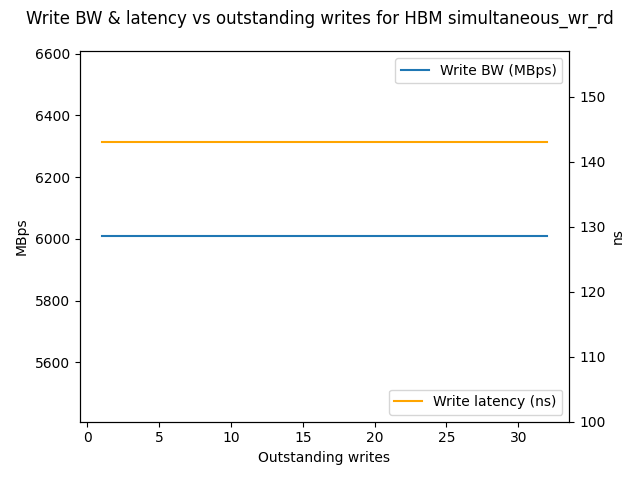 Write BW & latency vs outstanding writes for HBM simultaneous_wr_rd
Write BW (MBps)
Write latency (ns)
6600
6400
6200
6000
5800
5600
MBps
150
140
130
120
110
100
ns
0 5 10 15 20 25 30
Outstanding writes